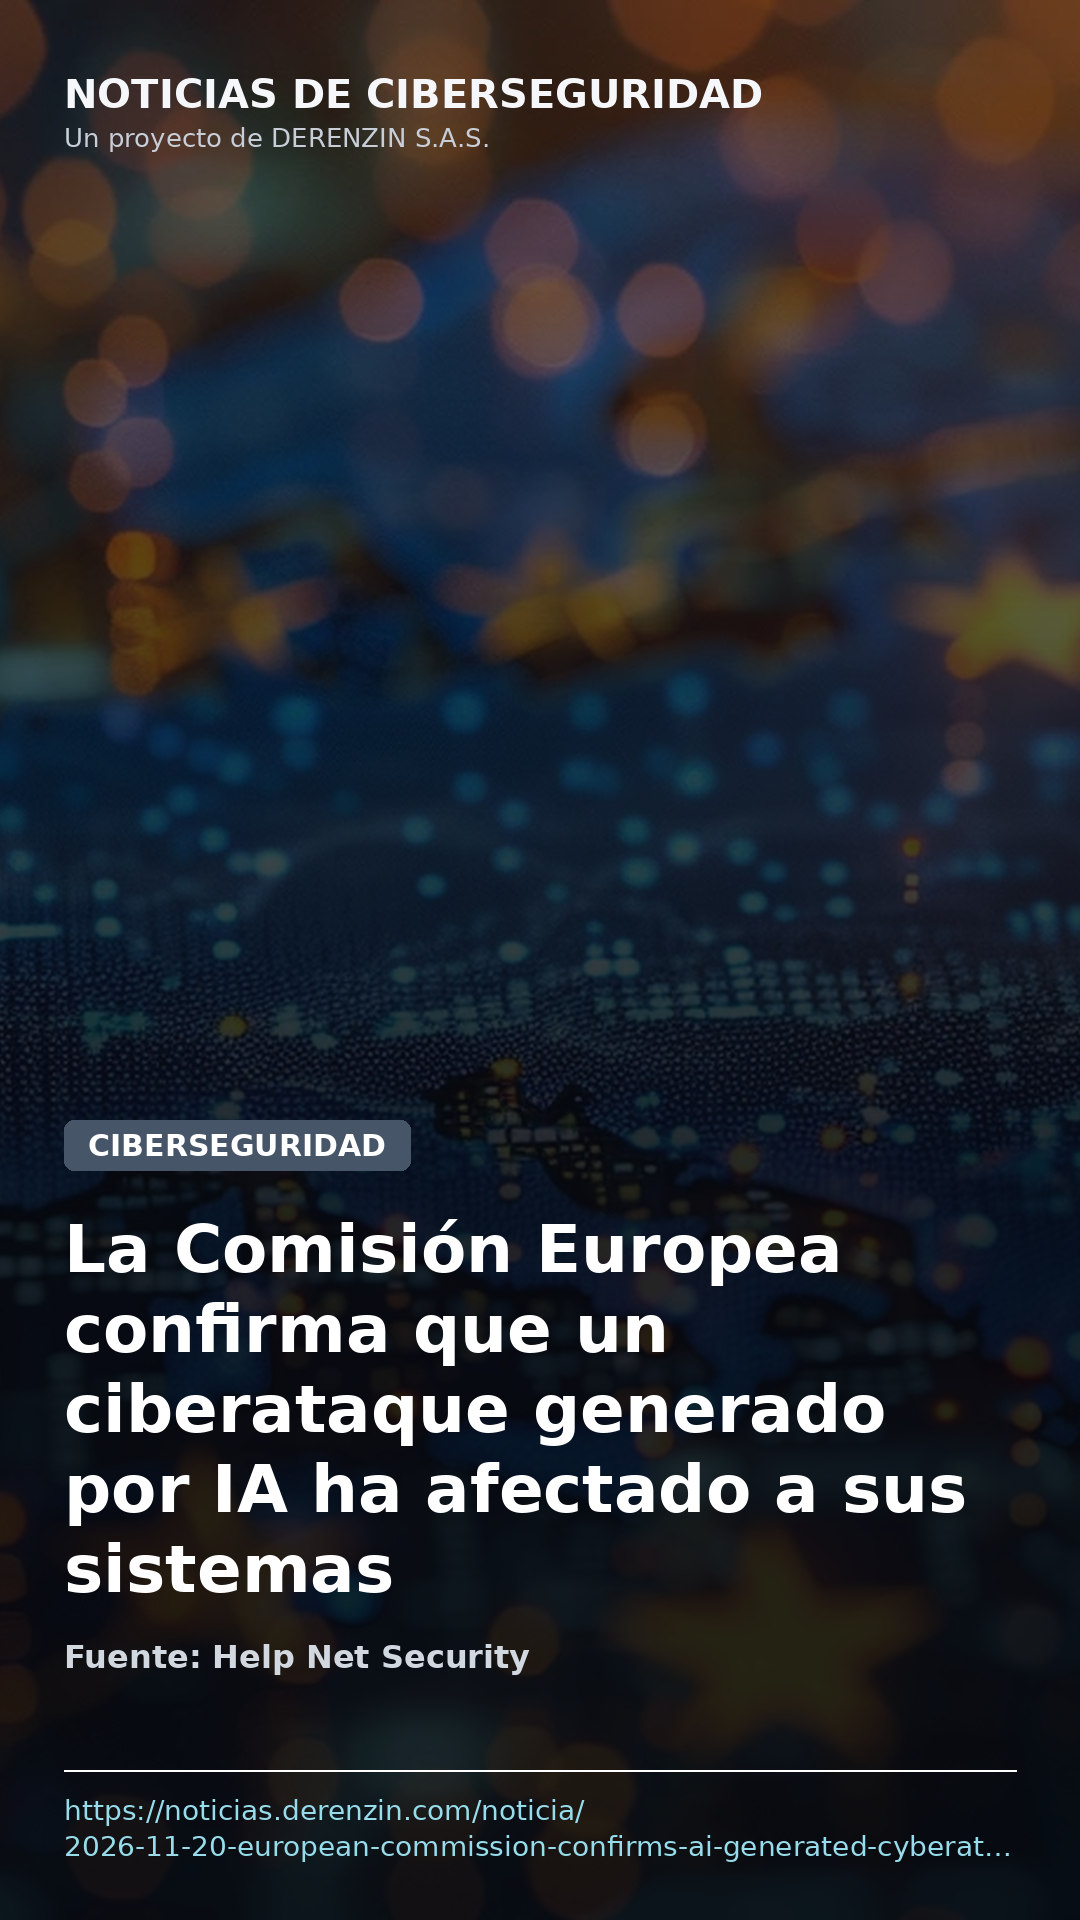 NOTICIAS DE CIBERSEGURIDAD
Un proyecto de DERENZIN S.A.S.
CIBERSEGURIDAD
La Comisión Europea
confirma que un
ciberataque generado
por IA ha afectado a sus
sistemas
Fuente: Help Net Security
https://noticias.derenzin.com/noticia/
2026-11-20-european-commission-confirms-ai-generated-cyberat…